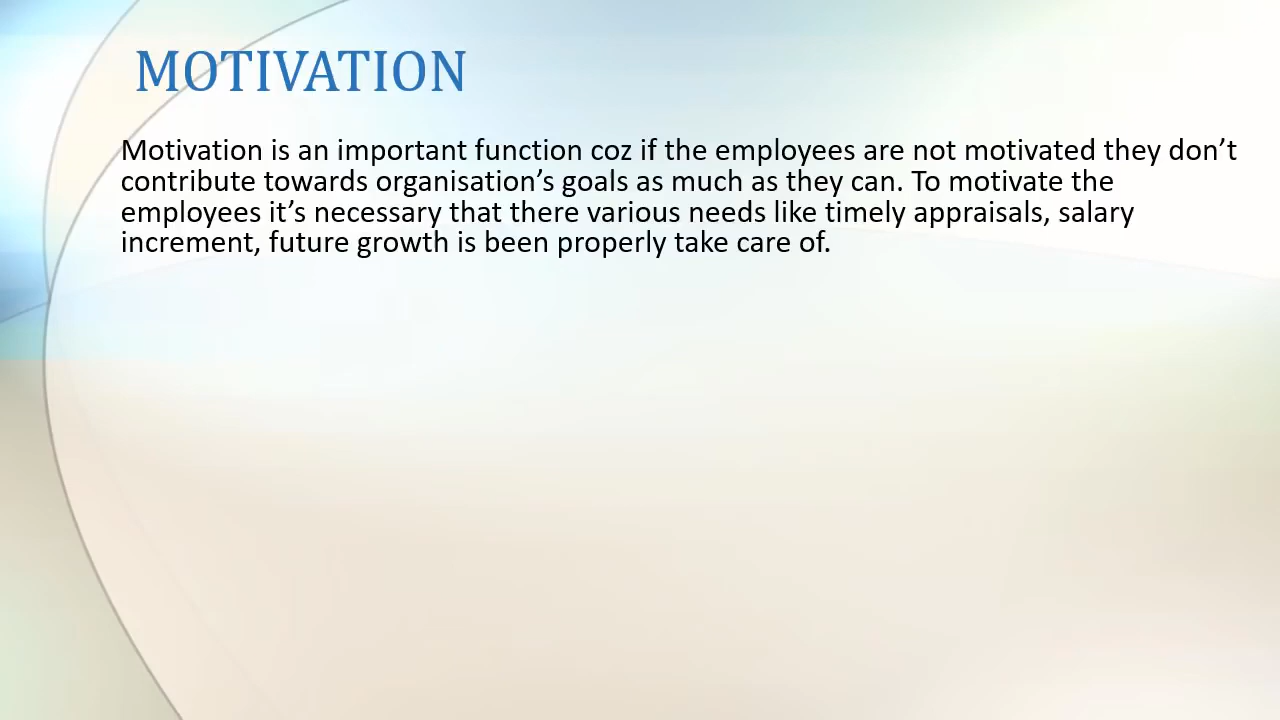 MOTIVATION
Motivation is an important function coz if the employees are not motivated they don’t
contribute towards organisation’s goals as much as they can. To motivate the
employees it’s necessary that there various needs like timely appraisals, salary
increment, future growth is been properly take care of.